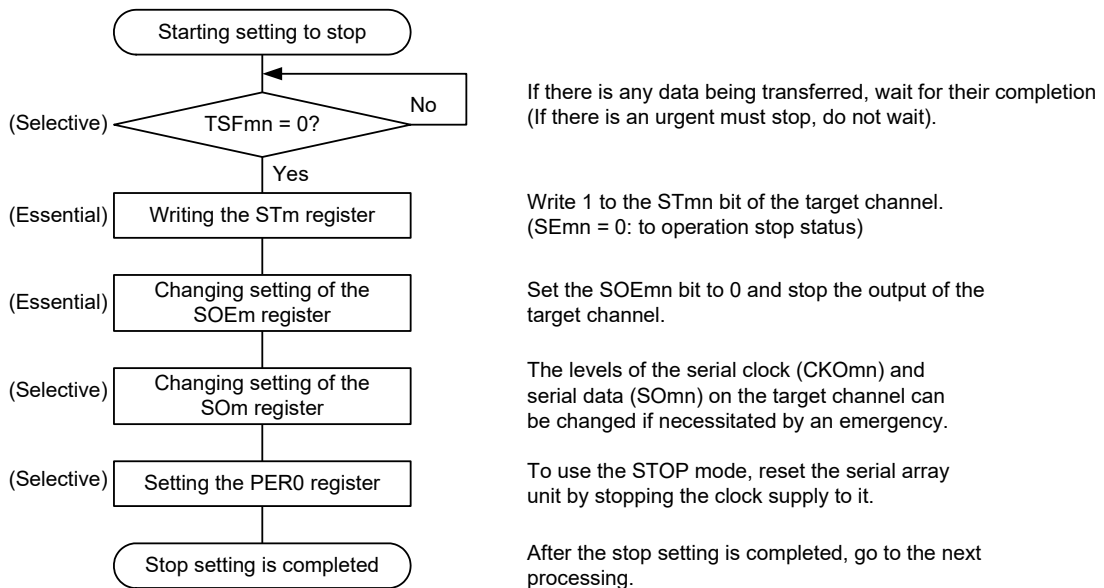 Starting setting to stop
(Selective)
TSFmn = 0?
No
If there is any data being transferred, wait for their completion
(If there is an urgent must stop, do not wait).
Yes
(Essential)
Writing the STm register
Write 1 to the STmn bit of the target channel.
(SEmn = 0: to operation stop status)
(Essential)
Changing setting of the
SOEm register
Set the SOEmn bit to 0 and stop the output of the
target channel.
(Selective)
Changing setting of the
SOm register
The levels of the serial clock (CKOmn) and
serial data (SOmn) on the target channel can
be changed if necessitated by an emergency.
(Selective)
Setting the PER0 register
To use the STOP mode, reset the serial array
unit by stopping the clock supply to it.
Stop setting is completed
After the stop setting is completed, go to the next
processing.